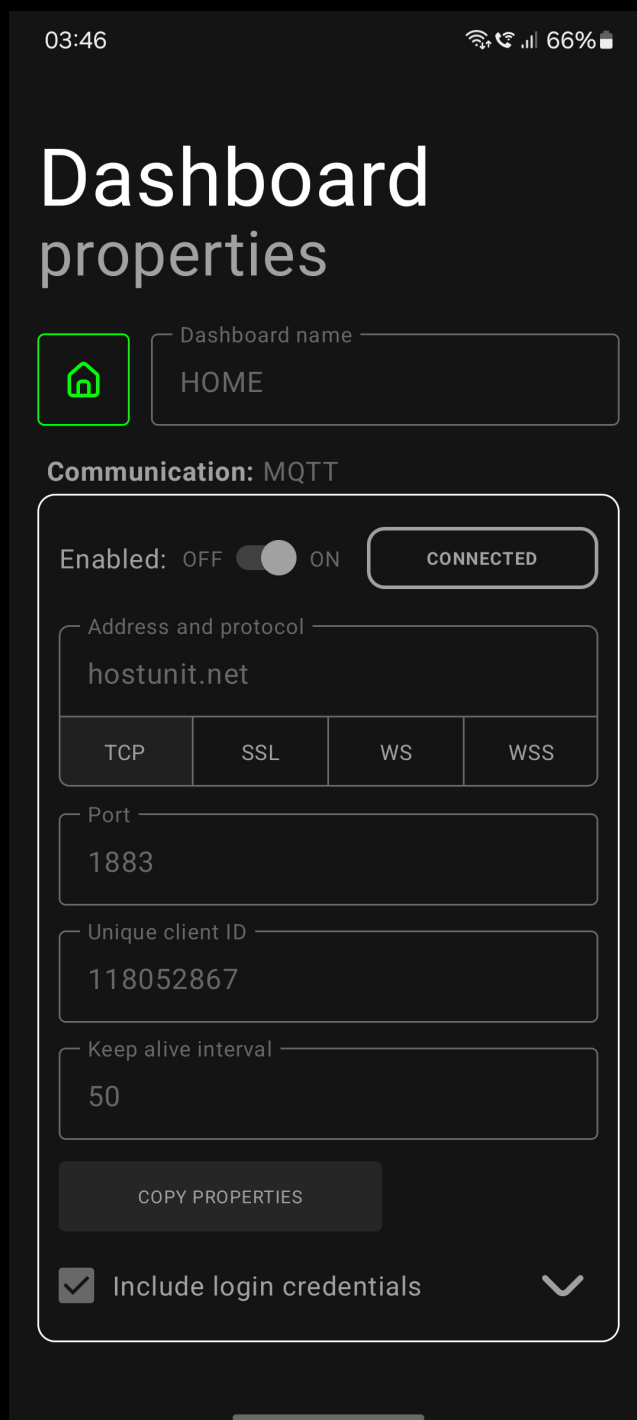 03:46 66%
Dashboard
properties
Dashboard name
HOME
Communication: MQTT
Enabled: OFF ON CONNECTED
Address and protocol
hostunit.net
TCP SSL WS WSS
Port
1883
Unique client ID
118052867
Keep alive interval
50
COPY PROPERTIES
Include login credentials